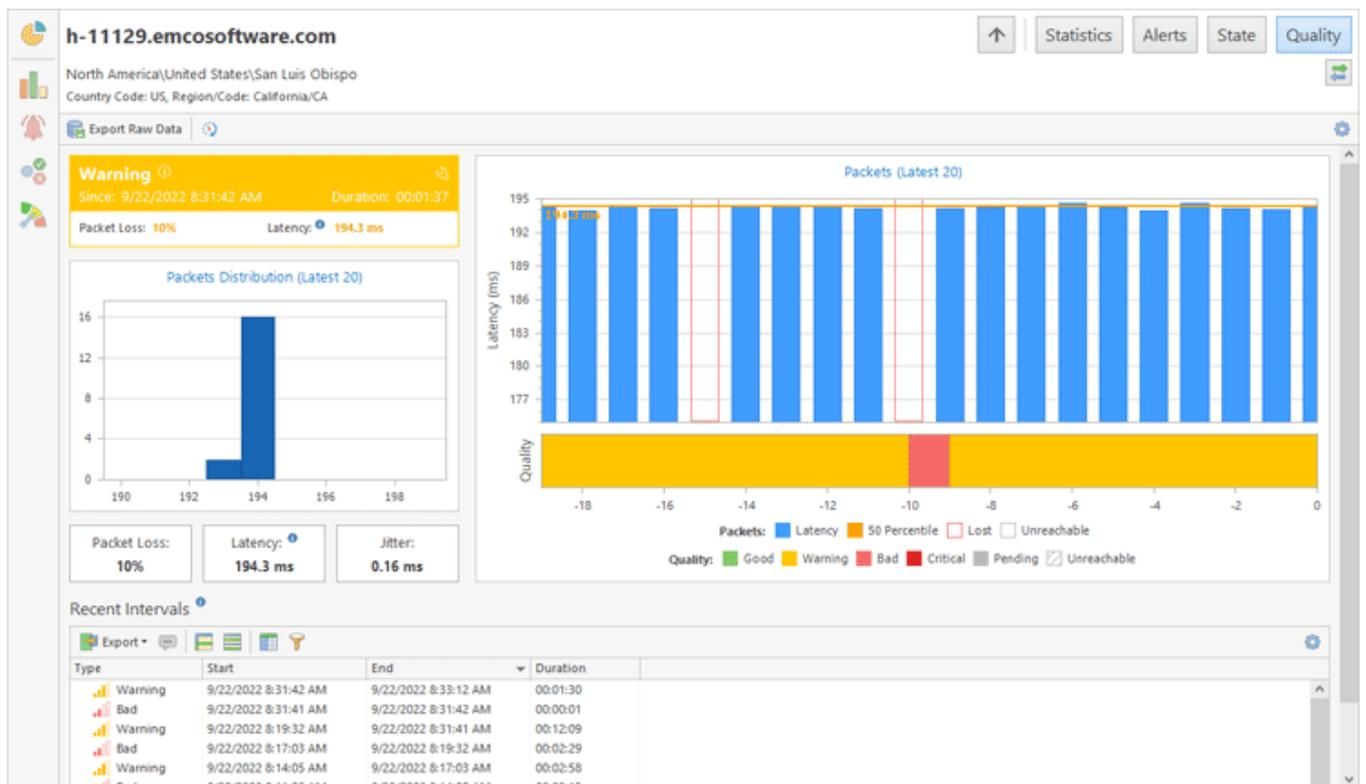 h-11129.emcosoftware.com
Statistics Alerts State Quality
North America\United States\San Luis Obispo
Country Code: US, Region/Code: California/CA
Export Raw Data
Warning
Since: 9/22/2022 8:31:42 AM Duration: 00:01:37
Packet Loss: 10% Latency: 194.3 ms
Packets Distribution (Latest 20)
16
12
8
4
0
190 192 194 196 198
Packet Loss: Latency: Jitter:
10% 194.3 ms 0.16 ms
Packets (Latest 20)
194.3 ms
195
192
189
186
183
180
177
Latency (ms)
Quality
-18 -16 -14 -12 -10 -8 -6 -4 -2 0
Packets: Latency 50 Percentile Lost Unreachable
Quality: Good Warning Bad Critical Pending Unreachable
Recent Intervals
Export
Type Start End Duration
Warning 9/22/2022 8:31:42 AM 9/22/2022 8:33:12 AM 00:01:30
Bad 9/22/2022 8:31:41 AM 9/22/2022 8:31:42 AM 00:00:01
Warning 9/22/2022 8:19:32 AM 9/22/2022 8:31:41 AM 00:12:09
Bad 9/22/2022 8:17:03 AM 9/22/2022 8:19:32 AM 00:02:29
Warning 9/22/2022 8:14:05 AM 9/22/2022 8:17:03 AM 00:02:58